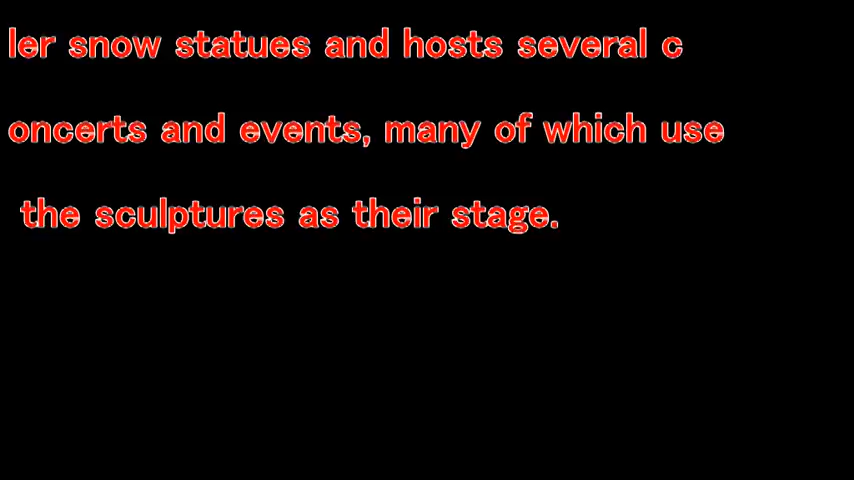 ler snow statues and hosts several c
oncerts and events, many of which use
the sculptures as their stage.